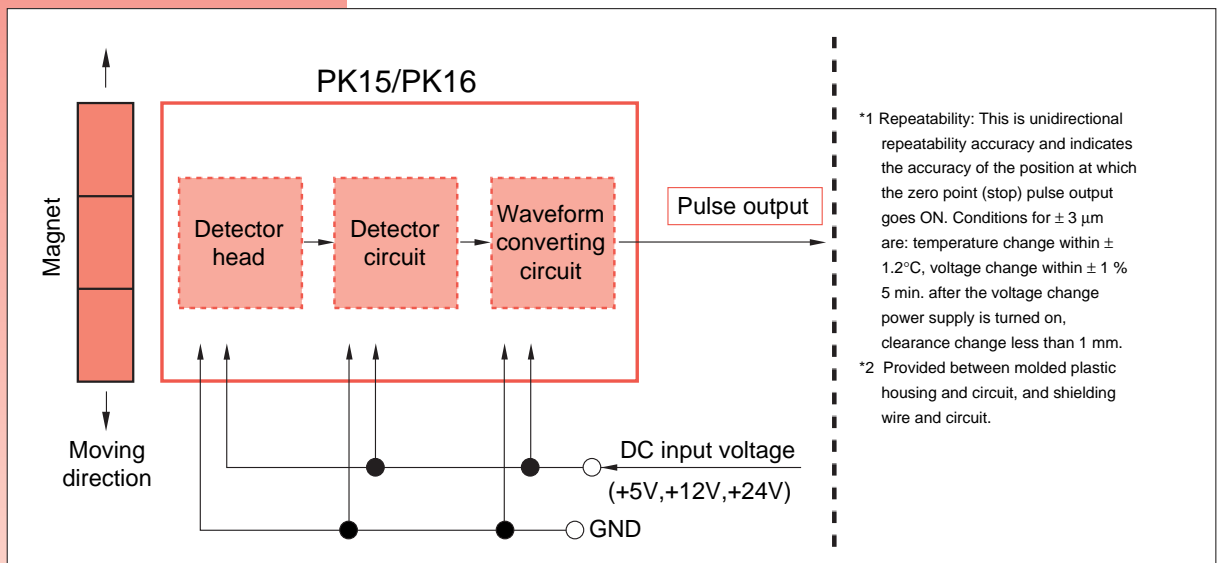 PK15/PK16
Magnet
Detector
head
Detector
circuit
Waveform
converting
circuit
Pulse output
Moving
direction
DC input voltage
(+5V,+12V,+24V)
GND
*1 Repeatability: This is unidirectional
repeatability accuracy and indicates
the accuracy of the position at which
the zero point (stop) pulse output
goes ON. Conditions for ± 3 μm
are: temperature change within ±
1.2°C, voltage change within ± 1 %
5 min. after the voltage change
power supply is turned on,
clearance change less than 1 mm.
*2 Provided between molded plastic
housing and circuit, and shielding
wire and circuit.